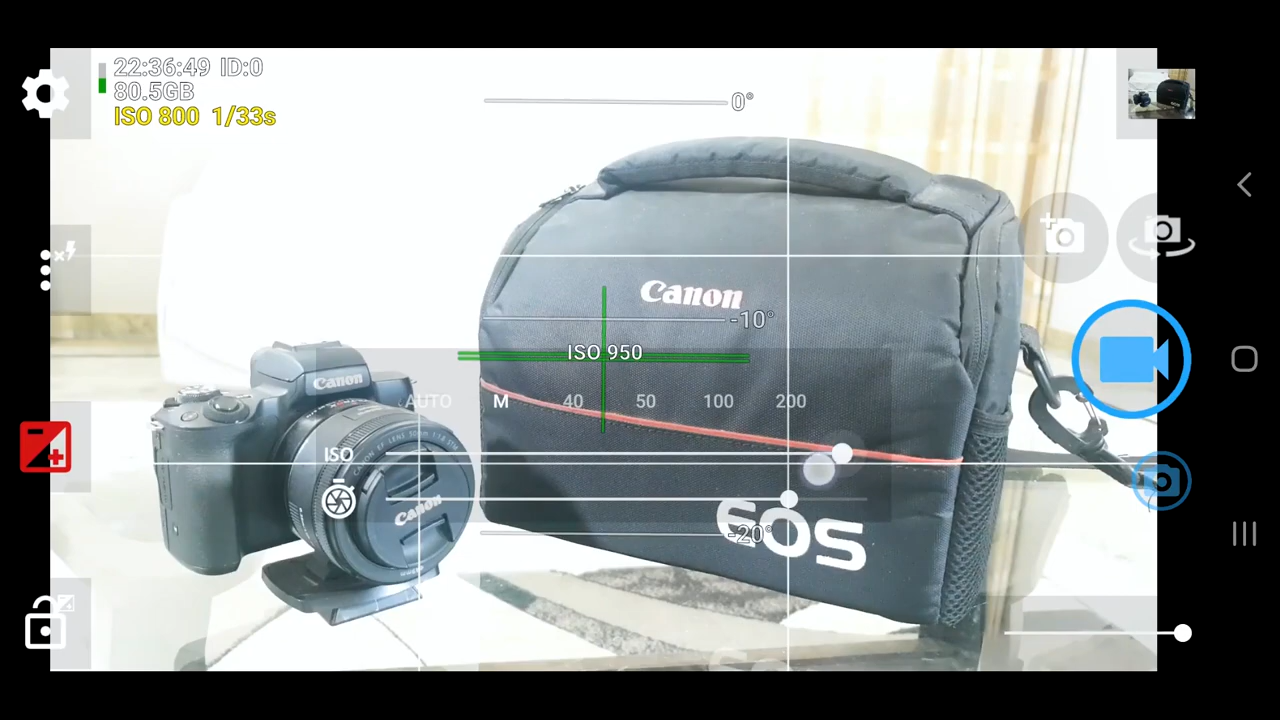 22:36:49 ID:0
80.5GB
ISO 800 1/33s
0°
Canon
-10°
ISO 950
Canon
AUTO M 40 50 100 200
ISO
Canon
EOS
-20°